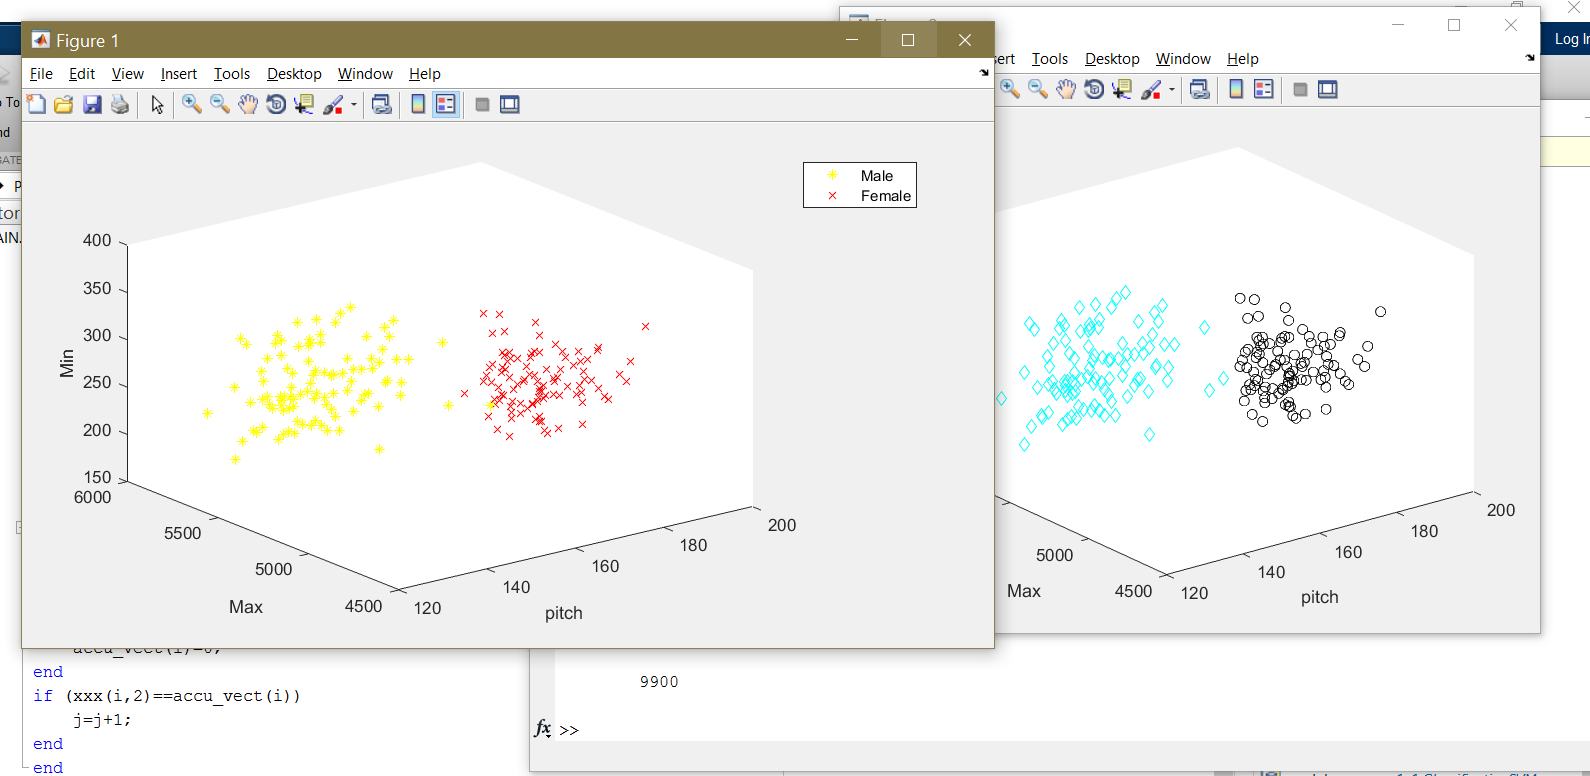 Figure 1
File Edit View Insert Tools Desktop Window Help
Male
Female
400
350
300
250
200
150
Min
6000
5500
5000
4500
Max
120
140
160
180
200
pitch
Log In
Tools Desktop Window Help
5000
4500
Max
120
140
160
180
200
pitch
To
end
if (xxx(i,2)==accu_vect(i))
j=j+1;
end
end
9900
fx >>